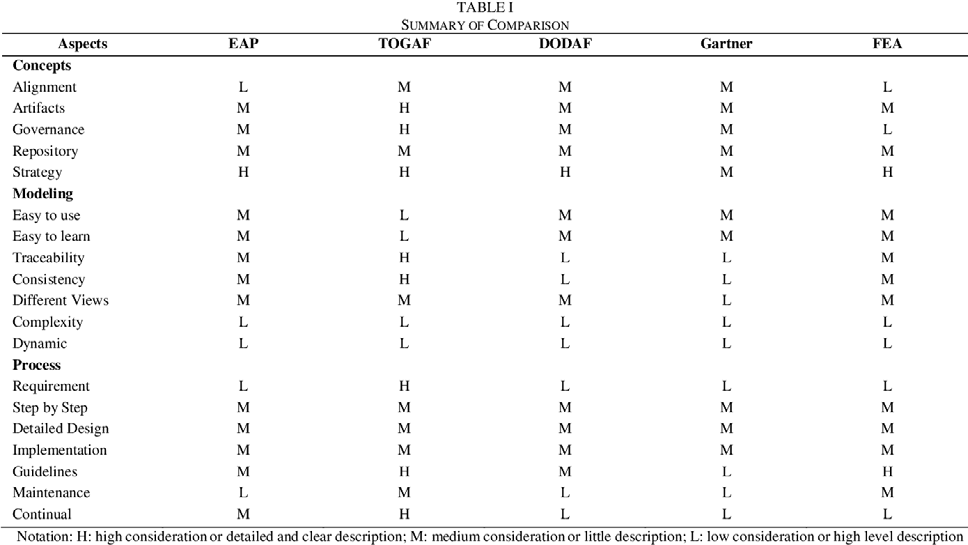 TABLE I
SUMMARY OF COMPARISON
Aspects EAP TOGAF DODAF Gartner FEA
Concepts
Alignment L M M M L
Artifacts M H M M M
Governance M H M M L
Repository M M M M M
Strategy H H H M H
Modeling
Easy to use M L M M M
Easy to learn M L M M M
Traceability M H L L M
Consistency M H L L M
Different Views M M M L M
Complexity L L L L L
Dynamic L L L L L
Process
Requirement L H L L L
Step by Step M M M M M
Detailed Design M M M M M
Implementation M M M M M
Guidelines M H M L H
Maintenance L M L L M
Continual M H L L L
Notation: H: high consideration or detailed and clear description; M: medium consideration or little description; L: low consideration or high level description